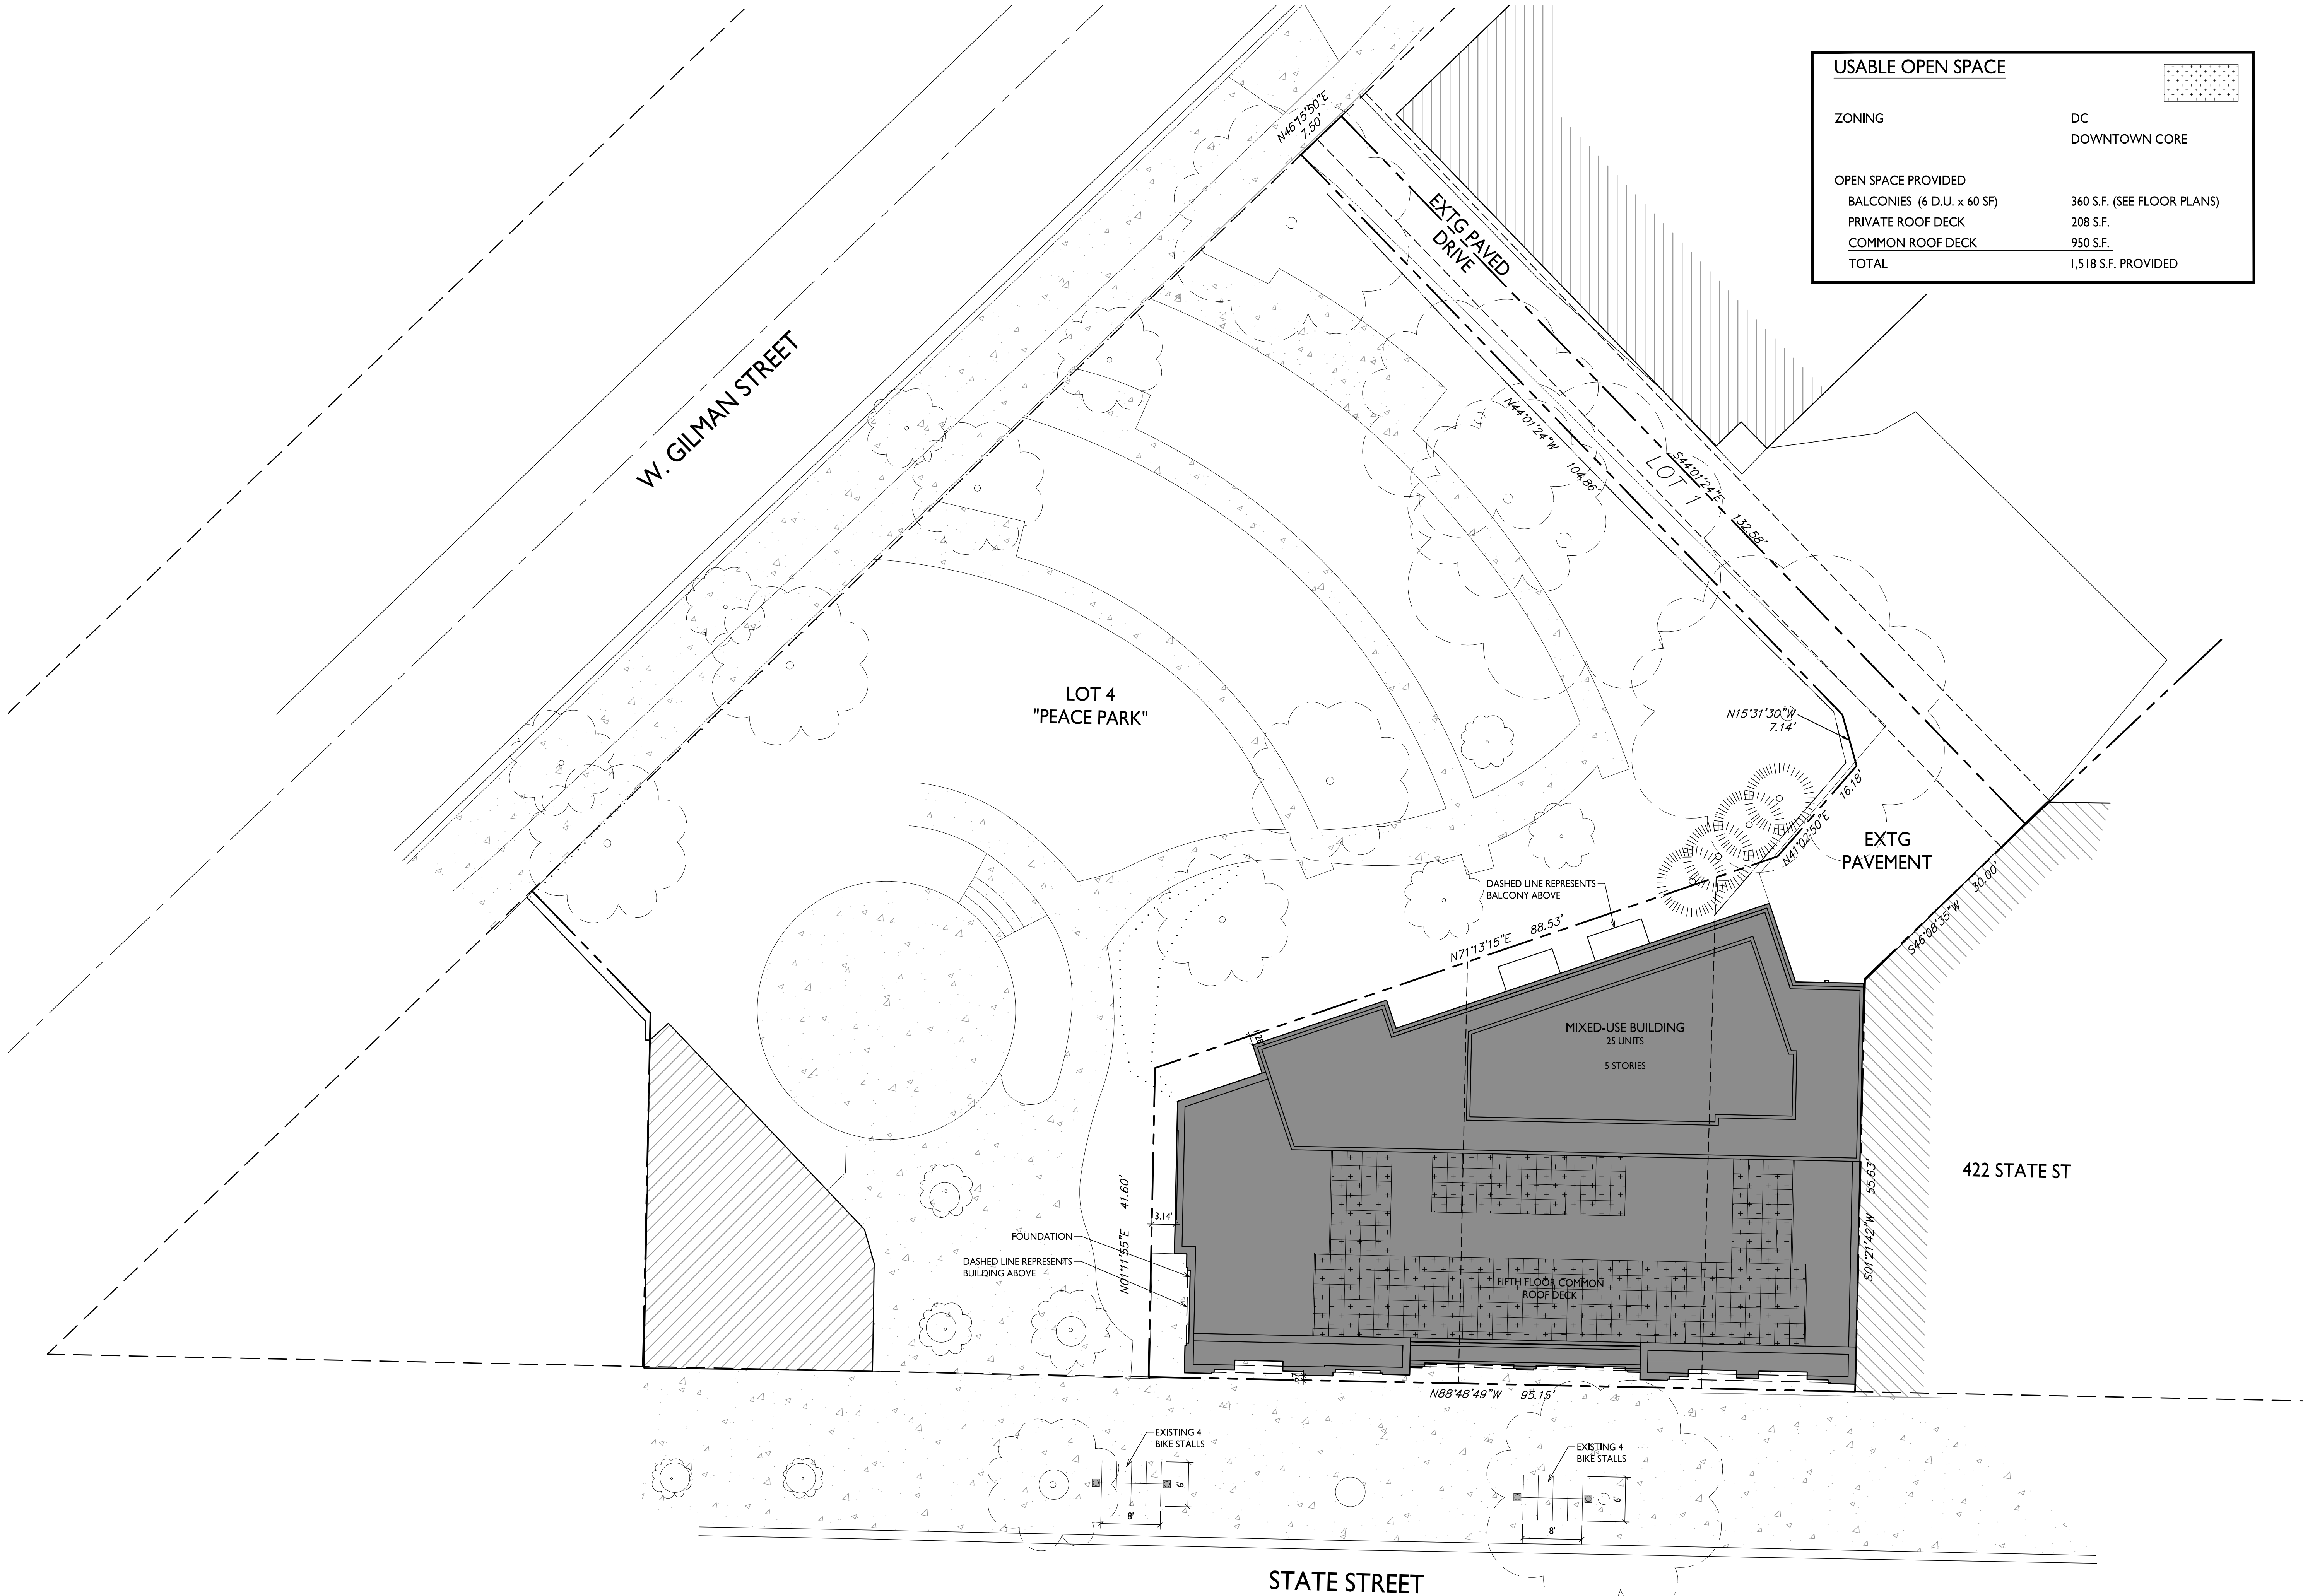 USABLE OPEN SPACE
ZONING DC
DOWNTOWN CORE
OPEN SPACE PROVIDED
BALCONIES (6 D.U. x 60 SF) 360 S.F. (SEE FLOOR PLANS)
PRIVATE ROOF DECK 208 S.F.
COMMON ROOF DECK 950 S.F.
TOTAL 1,518 S.F. PROVIDED
N46°15'50"E
7.50'
EXTG PAVED
DRIVE
W. GILMAN STREET
N44°01'24"W 104.86'
LOT 1
S44°01'24"E 132.58'
LOT 4
"PEACE PARK"
N15°31'30"W
7.14'
N41°02'50"E 16.18'
EXTG
PAVEMENT
S46°08'35"W 30.00'
DASHED LINE REPRESENTS
BALCONY ABOVE
N71°13'15"E 88.53'
MIXED-USE BUILDING
25 UNITS
5 STORIES
422 STATE ST
N01°11'55"E 41.60'
3.14'
S01°21'42"W 55.63'
FOUNDATION
DASHED LINE REPRESENTS
BUILDING ABOVE
FIFTH FLOOR COMMON
ROOF DECK
N88°48'49"W 95.15'
EXISTING 4
BIKE STALLS
6'
8'
EXISTING 4
BIKE STALLS
6'
8'
STATE STREET